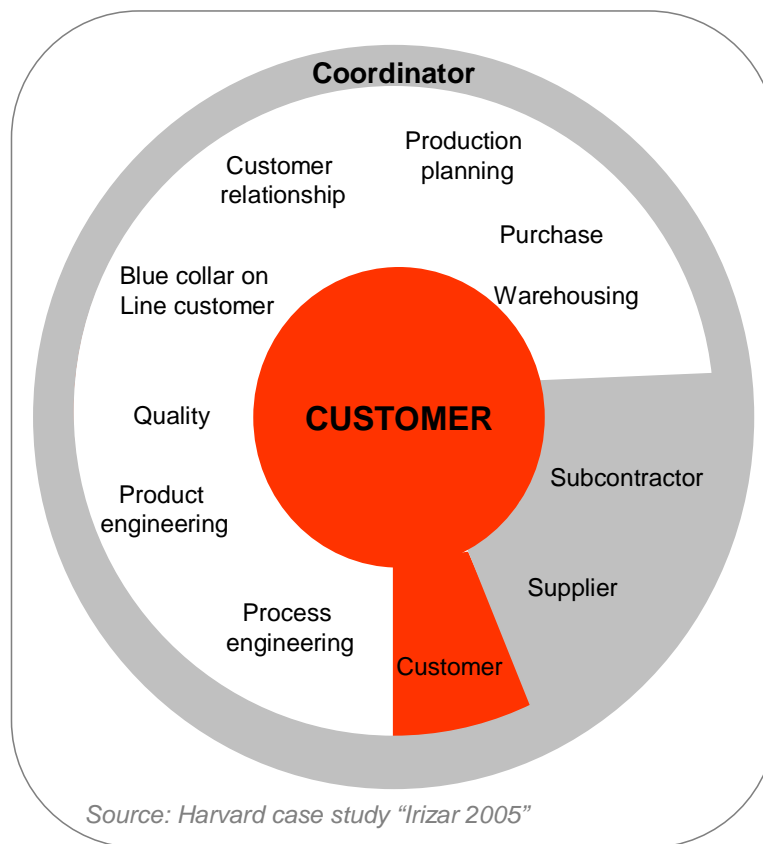 Coordinator
Production
planning
Customer
relationship
Purchase
Blue collar on
Line customer
Warehousing
CUSTOMER
Quality
Subcontractor
Product
engineering
Supplier
Process
engineering
Customer
Source: Harvard case study “Irizar 2005”